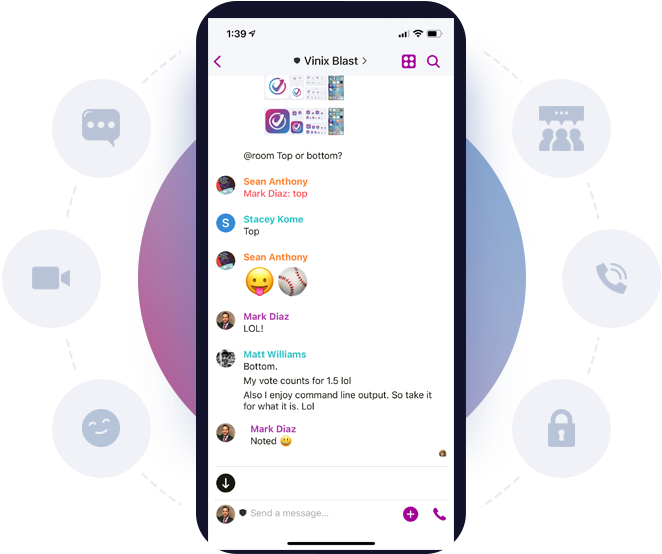 1:39
Vinix Blast
@room Top or bottom?
Sean Anthony
Mark Diaz: top
S
Stacey Kome
Top
Sean Anthony
Mark Diaz
LOL!
Matt Williams
Bottom.
My vote counts for 1.5 lol
Also I enjoy command line output. So take it
for what it is. Lol
Mark Diaz
Noted 😃
Send a message...